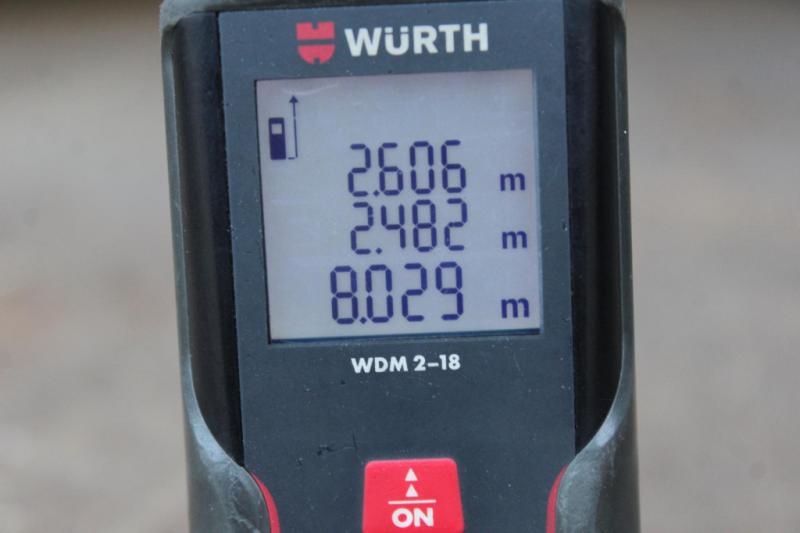 WÜRTH
2.606 m
2.482 m
8.029 m
WDM 2-18
ON